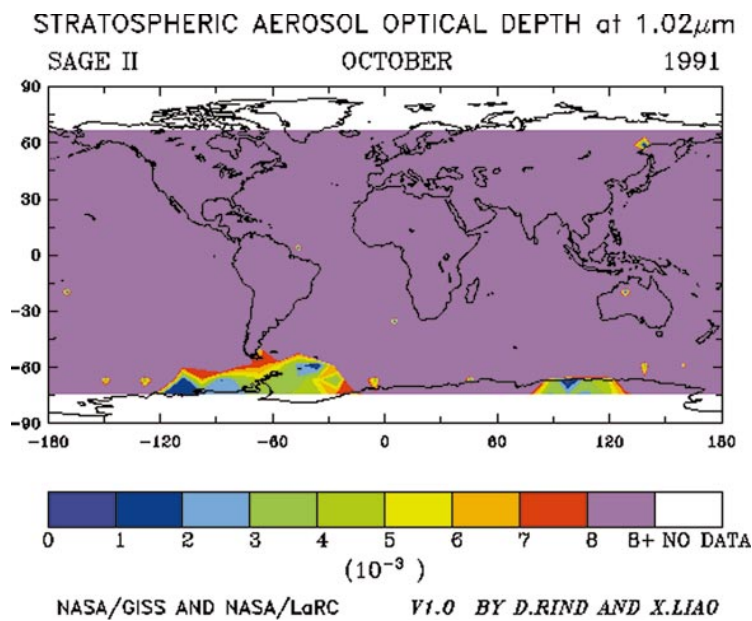 STRATOSPHERIC AEROSOL OPTICAL DEPTH at 1.02μm
SAGE II OCTOBER 1991
90
60
30
0
-30
-60
-90
-180 -120 -60 0 60 120 180
0 1 2 3 4 5 6 7 8 8+ NO DATA
(10⁻³)
NASA/GISS AND NASA/LaRC V1.0 BY D.RIND AND X.LIAO